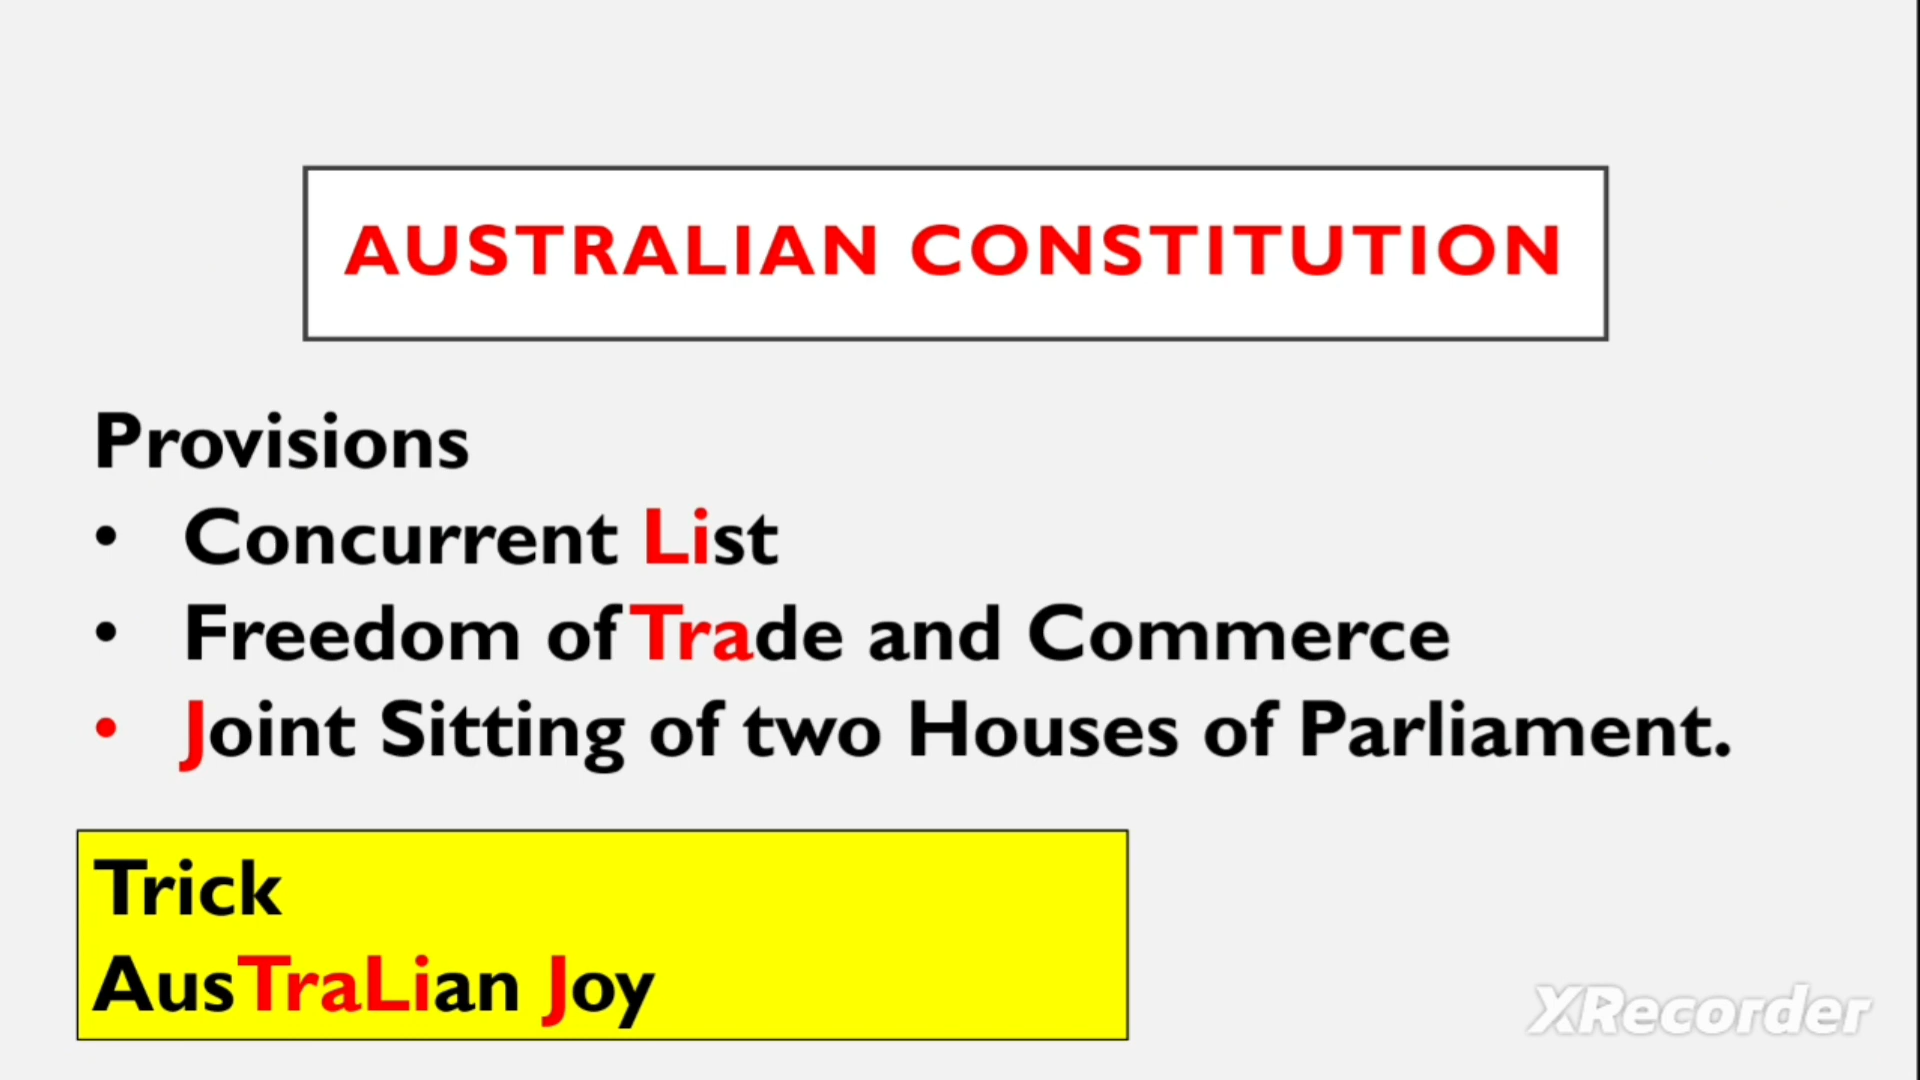 AUSTRALIAN CONSTITUTION
Provisions
• Concurrent List
• Freedom of Trade and Commerce
• Joint Sitting of two Houses of Parliament.
Trick
AusTraLian Joy
XRecorder